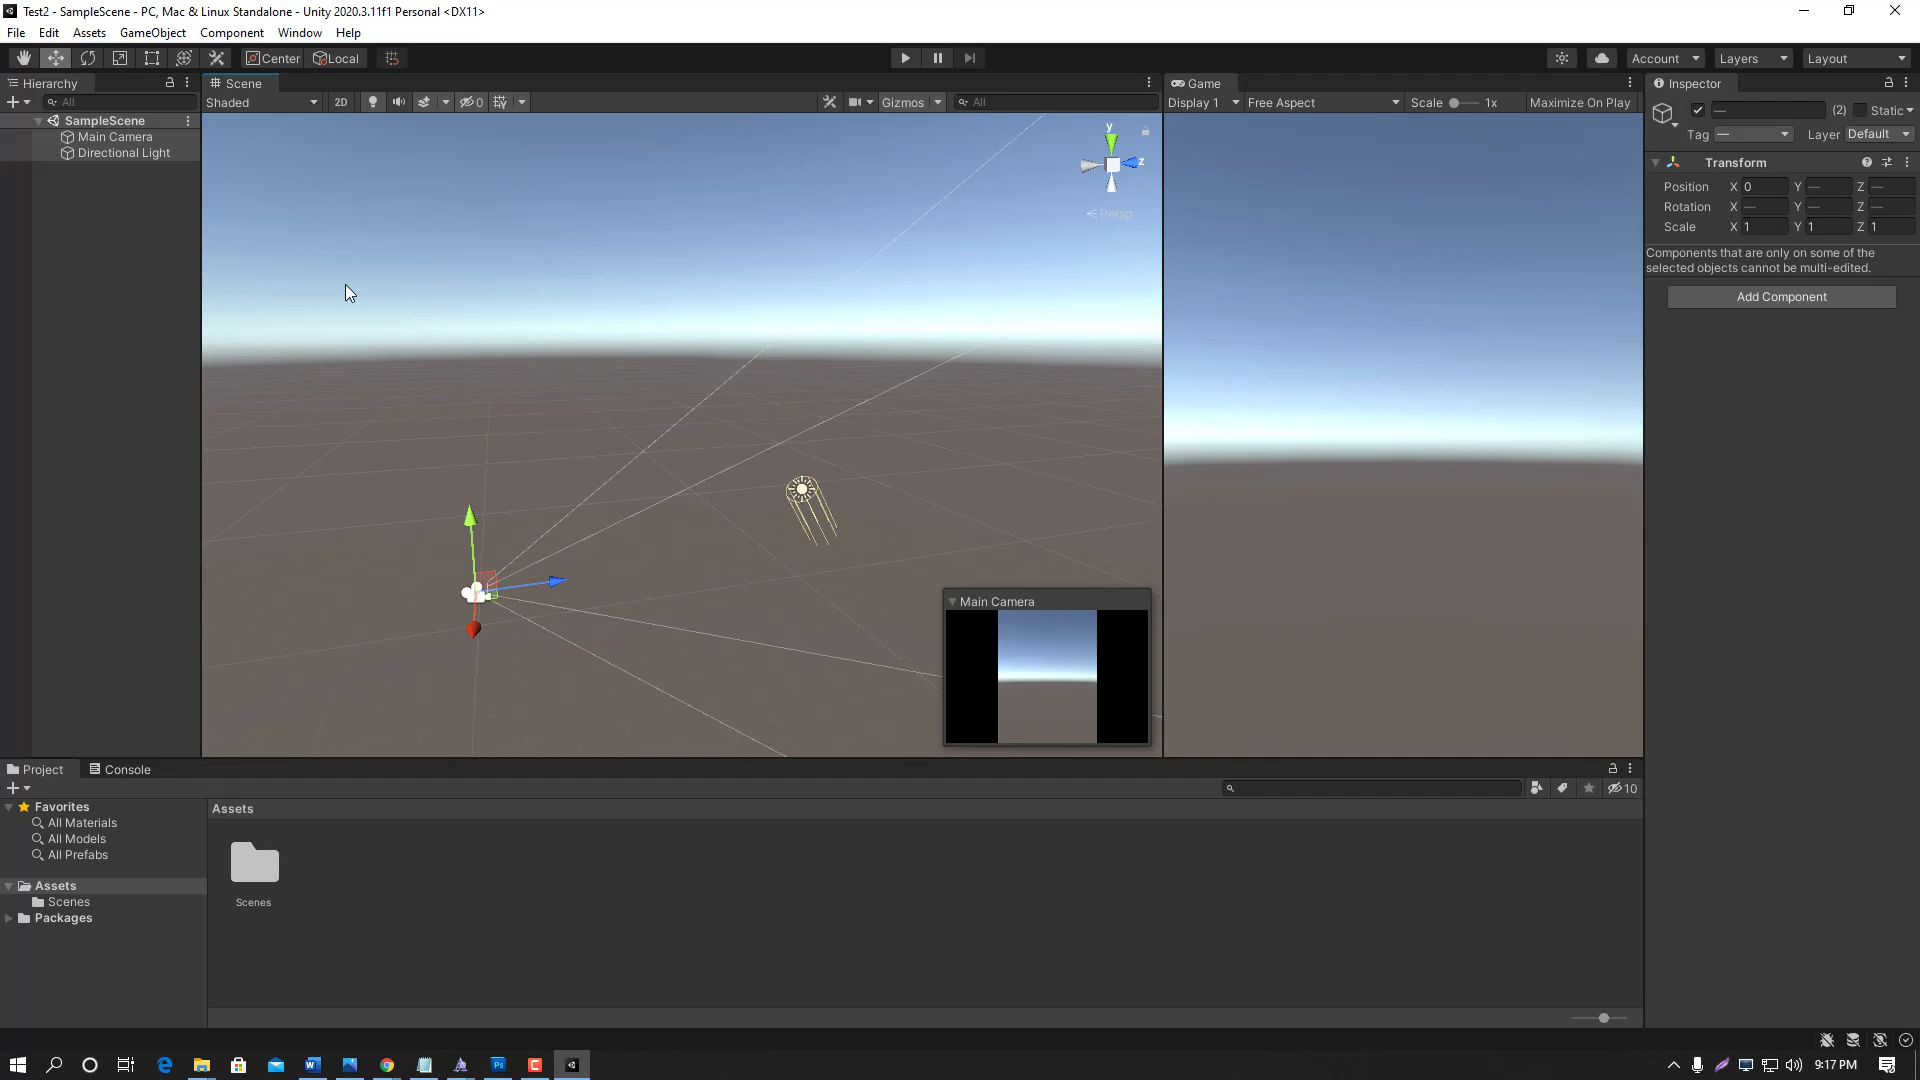 Test2 - SampleScene - PC, Mac & Linux Standalone - Unity 2020.3.11f1 Personal <DX11>
File Edit Assets GameObject Component Window Help
Center Local Account Layers Layout
Hierarchy Scene Game Inspector
All Shaded 2D 0 Gizmos All Display 1 Free Aspect Scale 1x Maximize On Play — (2) Static
SampleScene
Main Camera
Directional Light
y
z
Persp
Tag — Layer Default
Transform
Position X 0 Y — Z —
Rotation X — Y — Z —
Scale X 1 Y 1 Z 1
Components that are only on some of the
selected objects cannot be multi-edited.
Add Component
Main Camera
Project Console
10
Favorites
All Materials
All Models
All Prefabs
Assets
Scenes
Packages
Assets
Scenes
9:17 PM